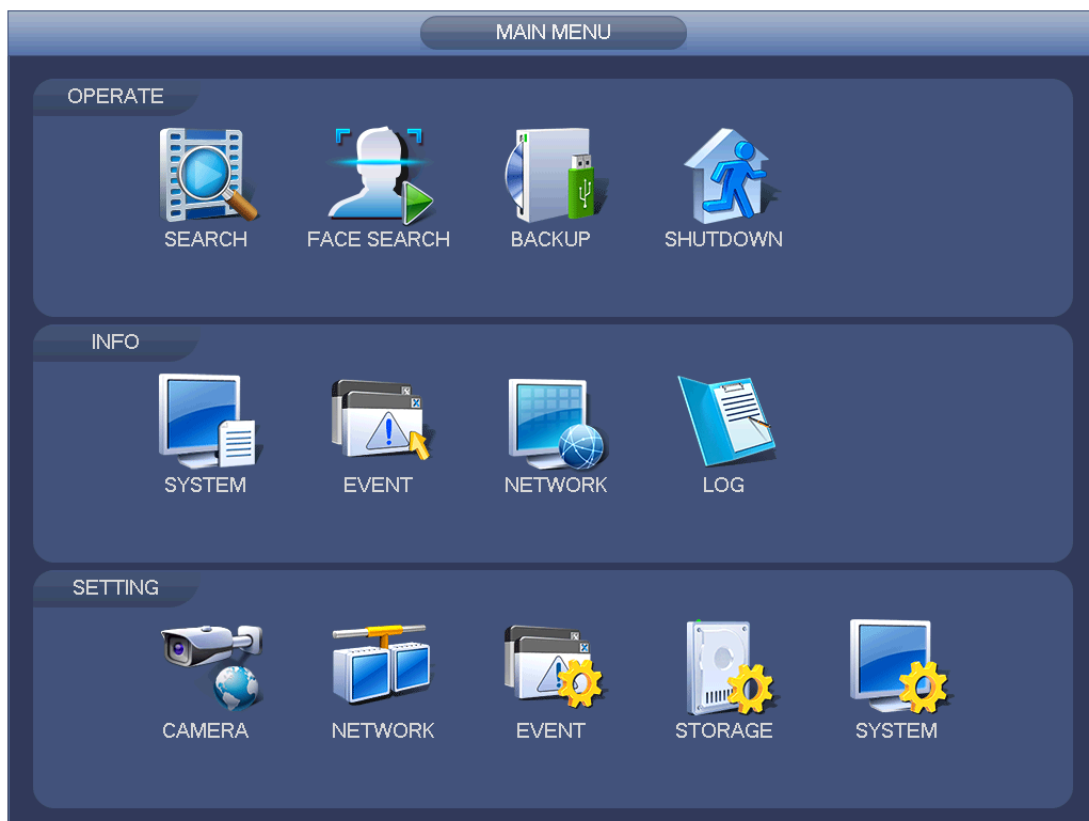 MAIN MENU
OPERATE
SEARCH FACE SEARCH BACKUP SHUTDOWN
INFO
SYSTEM EVENT NETWORK LOG
SETTING
CAMERA NETWORK EVENT STORAGE SYSTEM